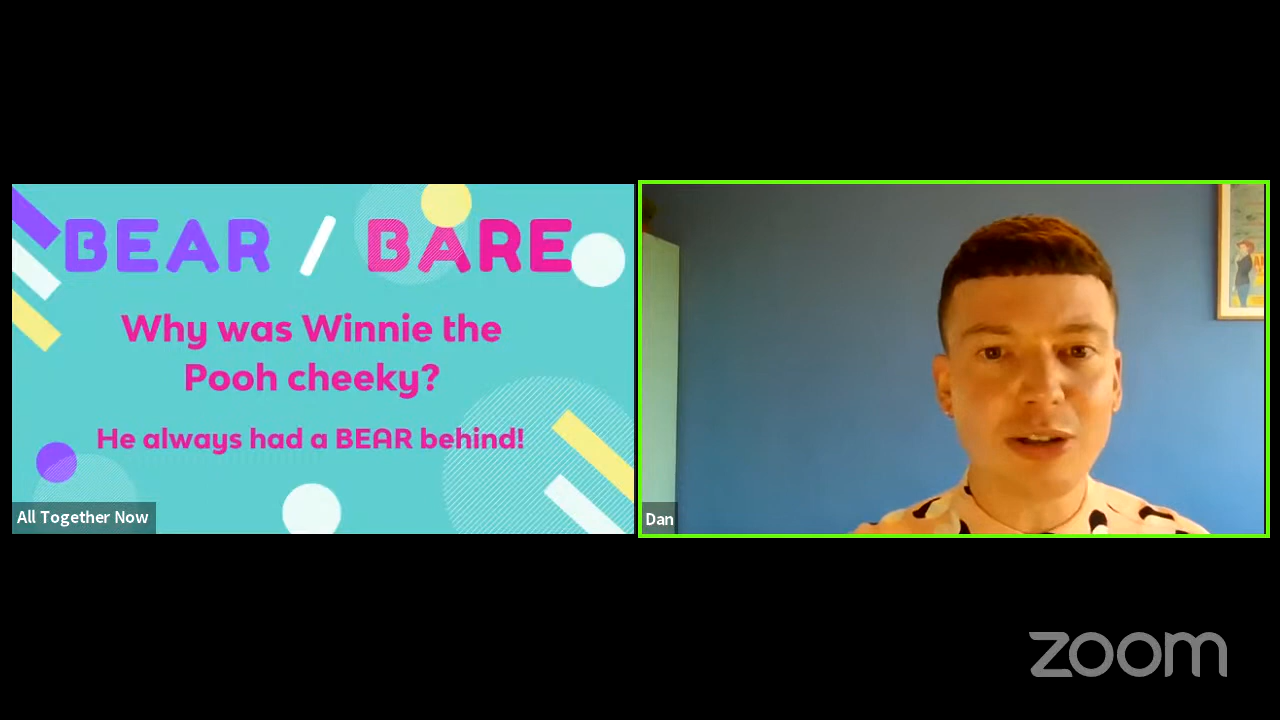 BEAR / BARE
Why was Winnie the
Pooh cheeky?
He always had a BEAR behind!
All Together Now
Dan
zoom